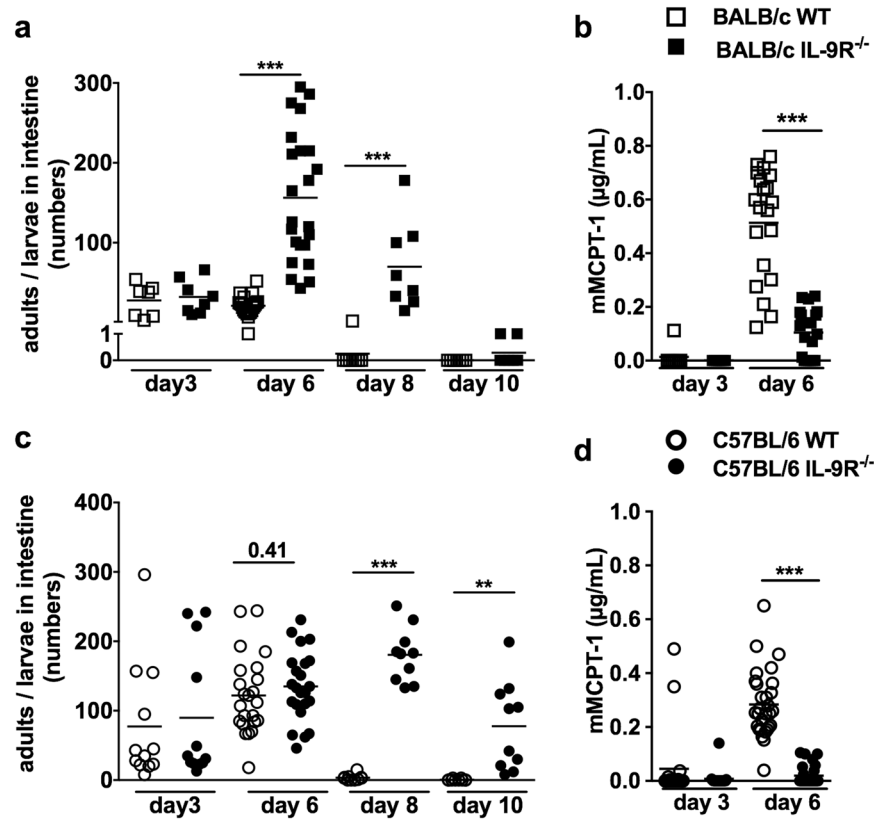 a
adults / larvae in intestine
(numbers)
300
200
100
1
0
***
***
day3
day 6
day 8
day 10
b
BALB/c WT
BALB/c IL-9R-/-
mMCPT-1 (µg/mL)
1.0
0.8
0.6
0.4
0.2
0.0
***
day 3
day 6
c
adults / larvae in intestine
(numbers)
400
300
200
100
0
0.41
***
**
day3
day 6
day 8
day 10
d
C57BL/6 WT
C57BL/6 IL-9R-/-
mMCPT-1 (µg/mL)
1.0
0.8
0.6
0.4
0.2
0.0
***
day 3
day 6